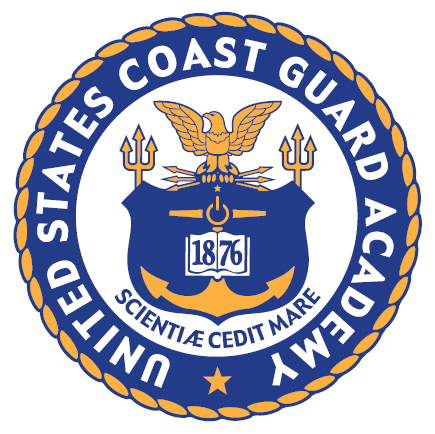 UNITED STATES COAST GUARD ACADEMY
1876
SCIENTIÆ CEDIT MARE